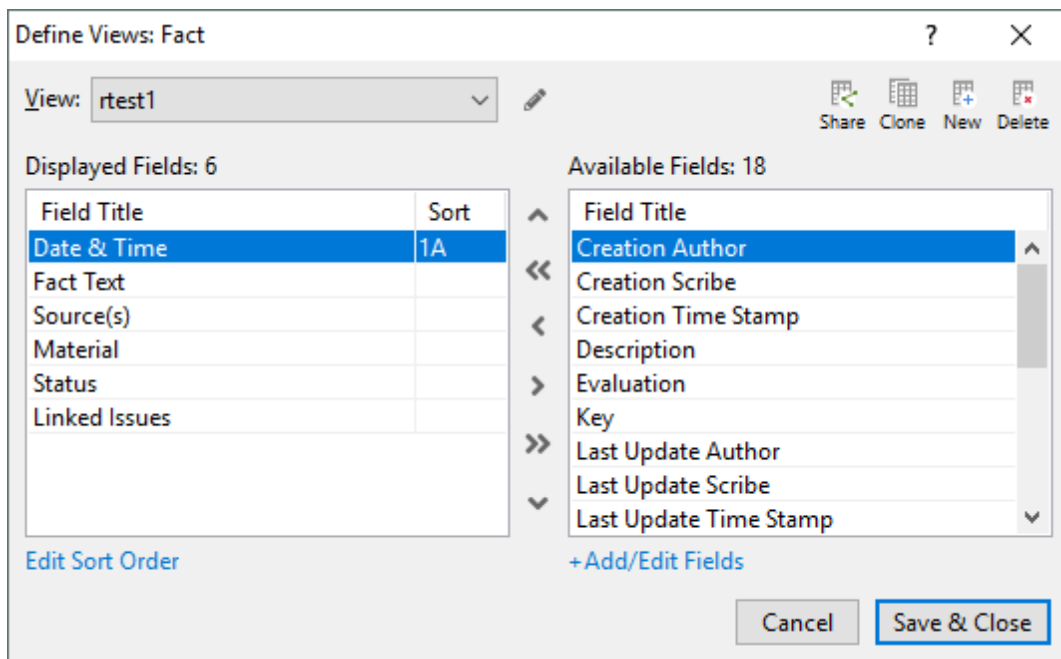 Define Views: Fact ?
View: rtest1
Share Clone New Delete
Displayed Fields: 6
Field Title Sort
Date & Time 1A
Fact Text
Source(s)
Material
Status
Linked Issues
Edit Sort Order
Available Fields: 18
Field Title
Creation Author
Creation Scribe
Creation Time Stamp
Description
Evaluation
Key
Last Update Author
Last Update Scribe
Last Update Time Stamp
+Add/Edit Fields
Cancel Save & Close